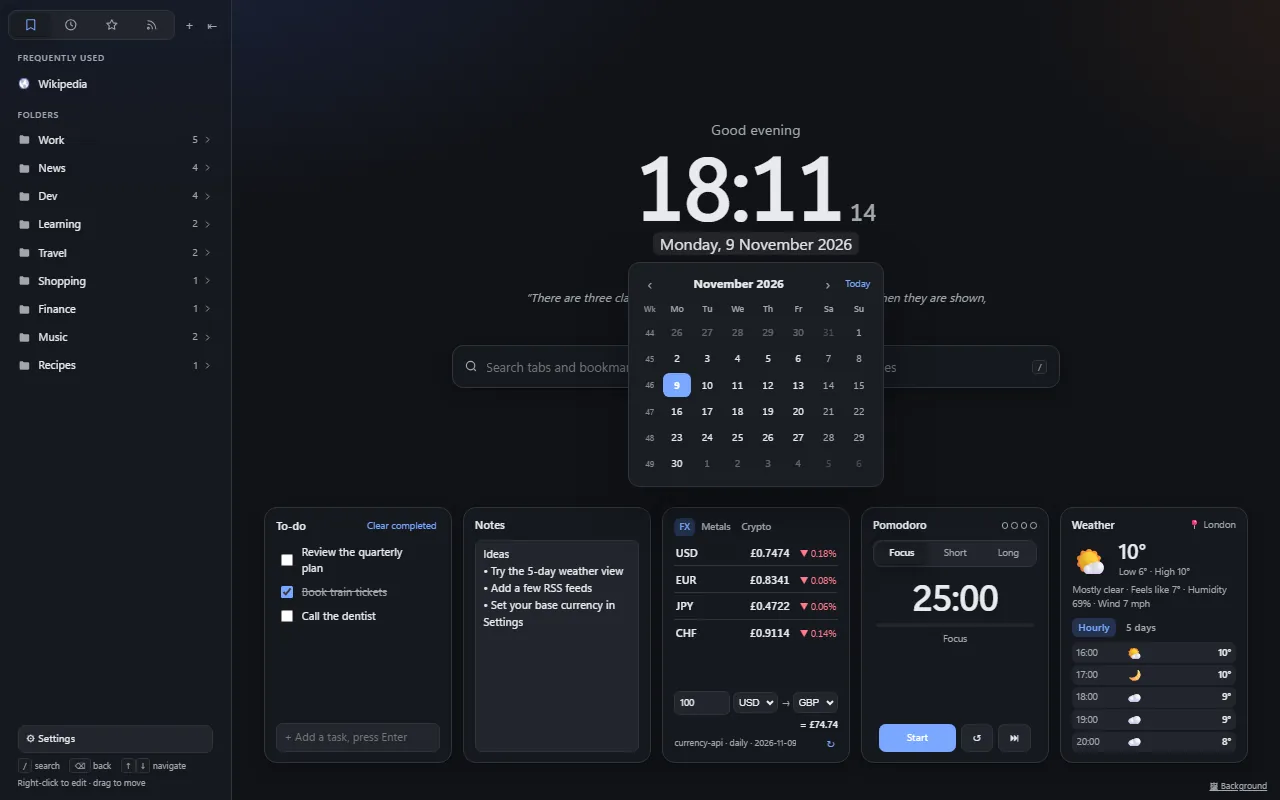 FREQUENTLY USED
Wikipedia
FOLDERS
Work 5
News 4
Dev 4
Learning 2
Travel 2
Shopping 1
Finance 1
Music 2
Recipes 1
⚙ Settings
/ search ⌫ back ↑ ↓ navigate
Right-click to edit · drag to move
Good evening
18:11 14
Monday, 9 November 2026
"There are three cla
hen they are shown,
Search tabs and bookmar
es /
‹ November 2026 › Today
Wk Mo Tu We Th Fr Sa Su
44 26 27 28 29 30 31 1
45 2 3 4 5 6 7 8
46 9 10 11 12 13 14 15
47 16 17 18 19 20 21 22
48 23 24 25 26 27 28 29
49 30 1 2 3 4 5 6
To-do Clear completed
Review the quarterly
plan
Book train tickets
Call the dentist
+ Add a task, press Enter
Notes
Ideas
• Try the 5-day weather view
• Add a few RSS feeds
• Set your base currency in
Settings
FX Metals Crypto
USD £0.7474 ▼ 0.18%
EUR £0.8341 ▼ 0.08%
JPY £0.4722 ▼ 0.06%
CHF £0.9114 ▼ 0.14%
100 USD → GBP
= £74.74
currency-api · daily · 2026-11-09 ↻
Pomodoro
Focus Short Long
25:00
Focus
Start ↺ ⏭
Weather 📍 London
10°
Low 6° · High 10°
Mostly clear · Feels like 7° · Humidity
69% · Wind 7 mph
Hourly 5 days
16:00 10°
17:00 10°
18:00 9°
19:00 9°
20:00 8°
Background